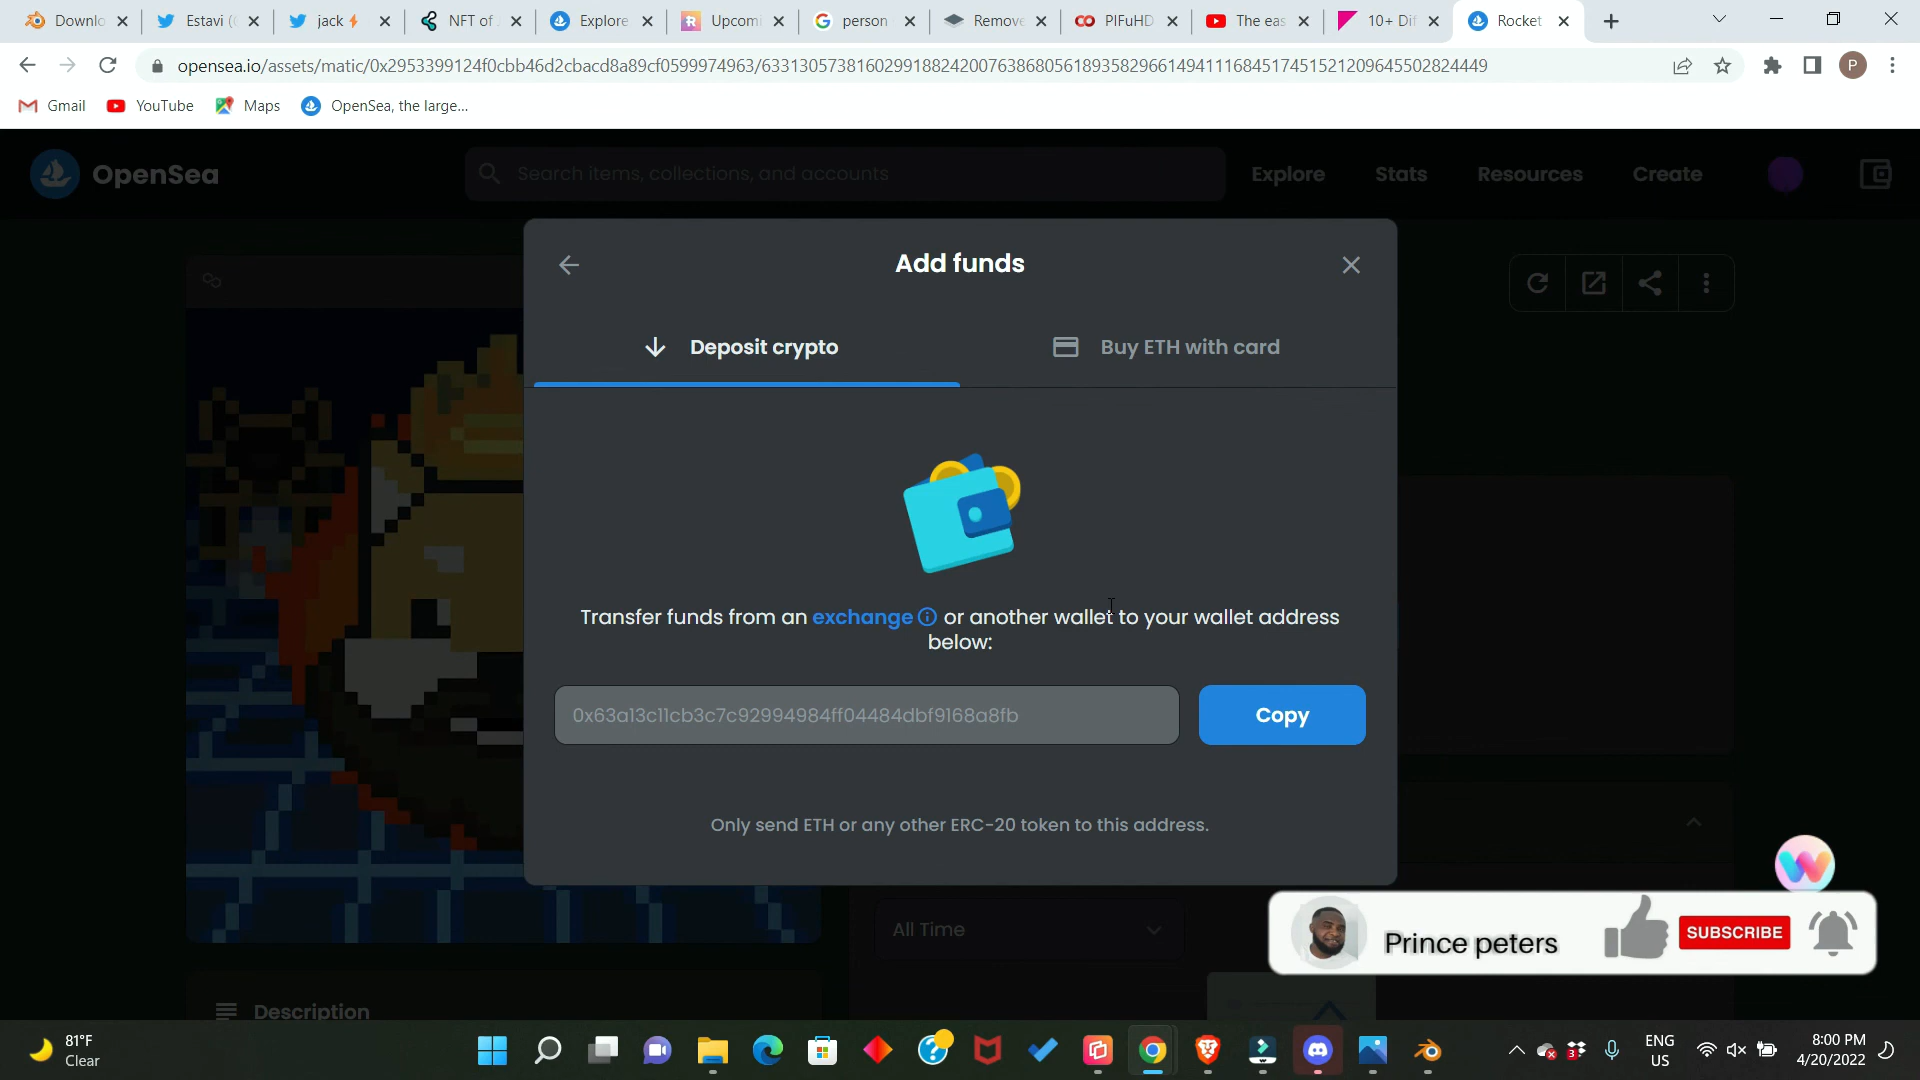 Downlo
Estavi (
jack
NFT of
Explore
Upcomi
person
Remove
PIFuHD
The eas
10+ Dif
Rocket
opensea.io/assets/matic/0x2953399124f0cbb46d2cbacd8a89cf0599974963/63313057381602991882420076386805618935829661494111684517451521209645502824449
P
Gmail
YouTube
Maps
OpenSea, the large...
OpenSea
Search items, collections, and accounts
Explore
Stats
Resources
Create
Add funds
Deposit crypto
Buy ETH with card
Transfer funds from an exchange or another wallet to your wallet address
below:
0x63a13c11cb3c7c92994984ff04484dbf9168a8fb
Copy
Only send ETH or any other ERC-20 token to this address.
All Time
Prince peters
SUBSCRIBE
Description
81°F
Clear
3
ENG
US
8:00 PM
4/20/2022